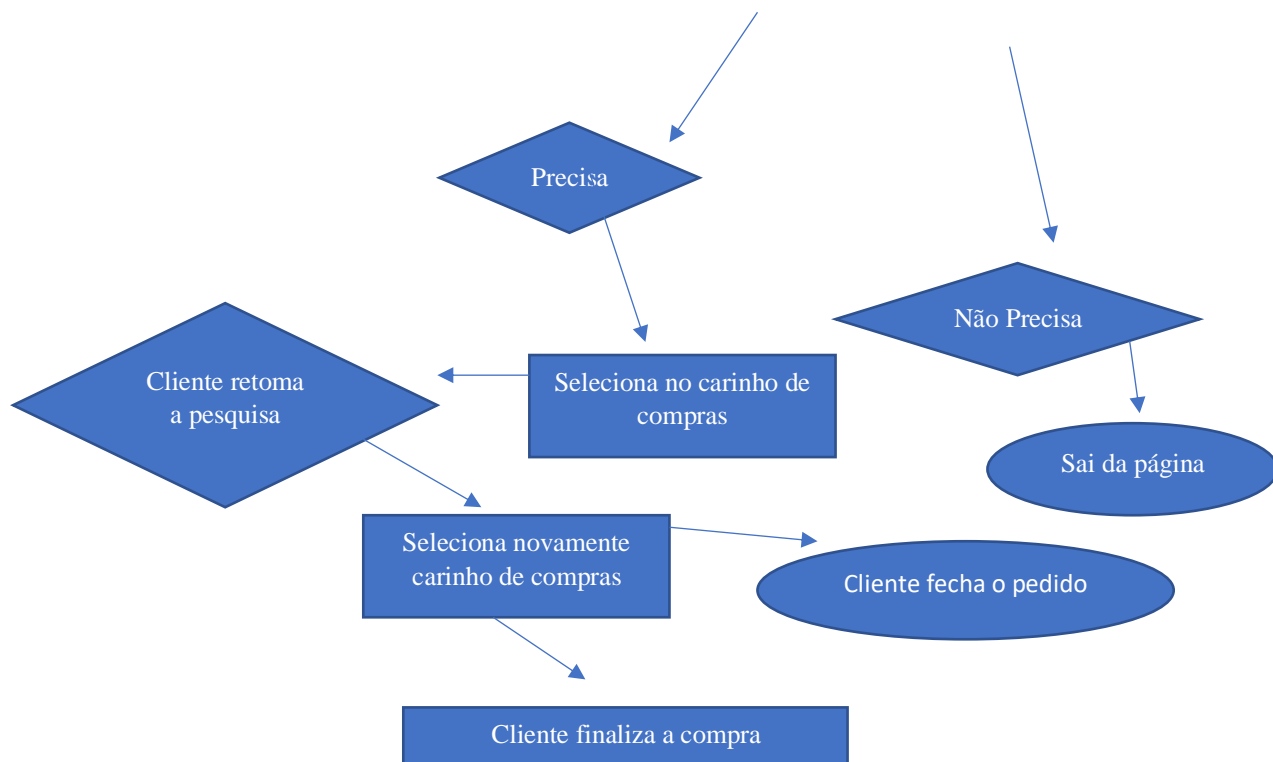 Precisa
Não Precisa
Cliente retoma
a pesquisa
Seleciona no carinho de
compras
Sai da página
Seleciona novamente
carinho de compras
Cliente fecha o pedido
Cliente finaliza a compra